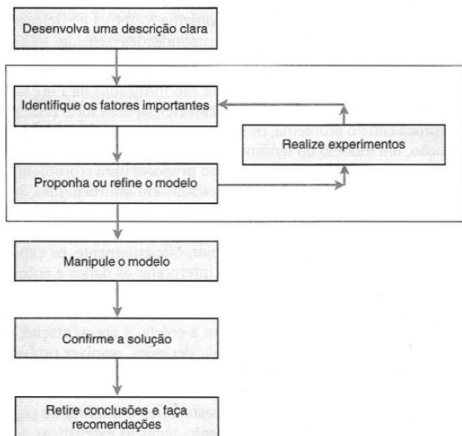 Desenvolva uma descrição clara
Identifique os fatores importantes
Realize experimentos
Proponha ou refine o modelo
Manipule o modelo
Confirme a solução
Retire conclusões e faça
recomendações